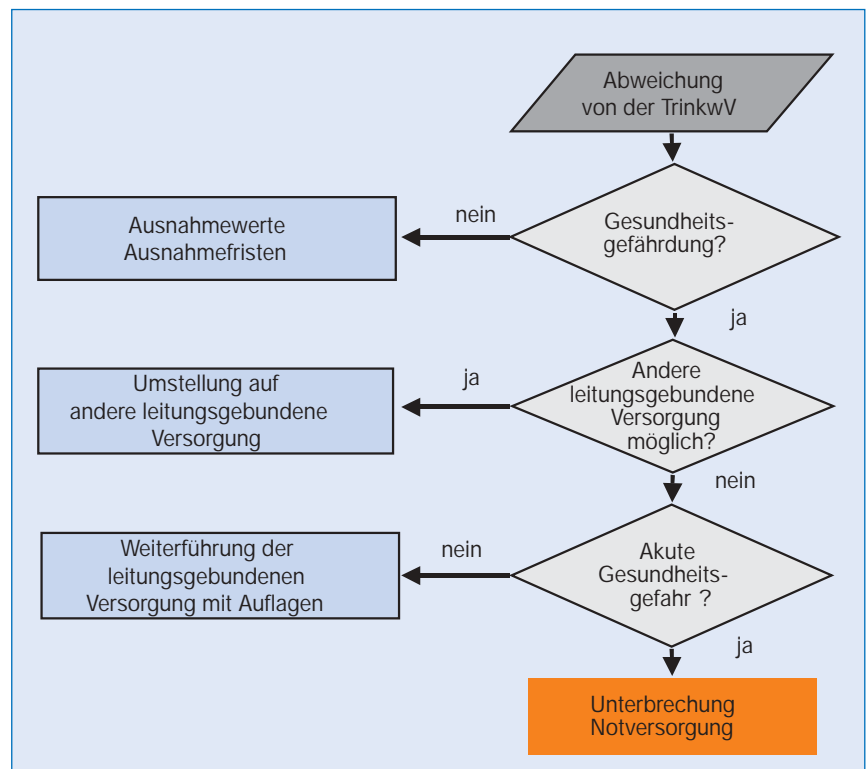 Abweichung
von der TrinkwV
nein
Gesundheits-
gefährdung?
Ausnahmewerte
Ausnahmefristen
ja
Andere
leitungsgebundene
Versorgung
möglich?
ja
Umstellung auf
andere leitungsgebundene
Versorgung
nein
Akute
Gesundheits-
gefahr ?
nein
Weiterführung der
leitungsgebundenen
Versorgung mit Auflagen
ja
Unterbrechung
Notversorgung